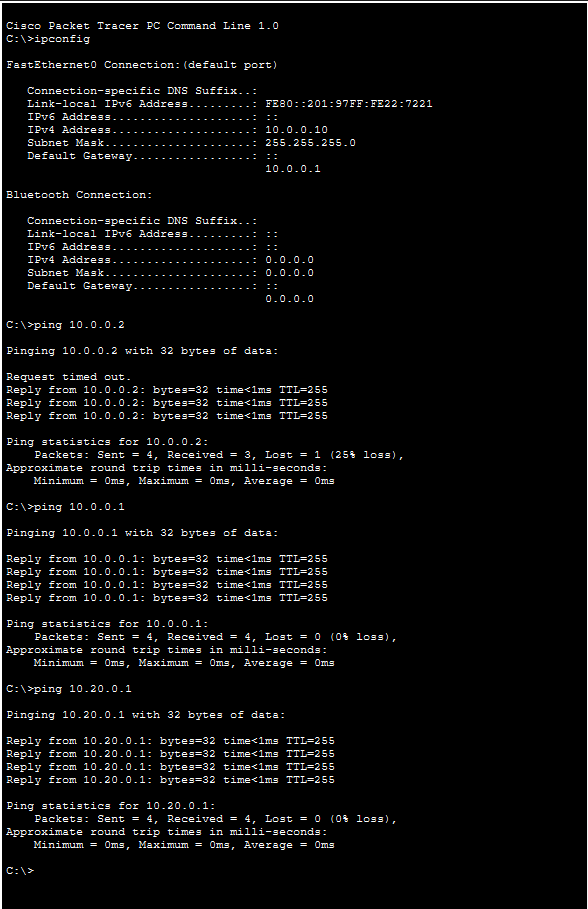 Cisco Packet Tracer PC Command Line 1.0
C:\>ipconfig
FastEthernet0 Connection:(default port)
Connection-specific DNS Suffix..:
Link-local IPv6 Address.........: FE80::201:97FF:FE22:7221
IPv6 Address....................: ::
IPv4 Address....................: 10.0.0.10
Subnet Mask.....................: 255.255.255.0
Default Gateway.................: ::
10.0.0.1
Bluetooth Connection:
Connection-specific DNS Suffix..:
Link-local IPv6 Address.........: ::
IPv6 Address....................: ::
IPv4 Address....................: 0.0.0.0
Subnet Mask.....................: 0.0.0.0
Default Gateway.................: ::
0.0.0.0
C:\>ping 10.0.0.2
Pinging 10.0.0.2 with 32 bytes of data:
Request timed out.
Reply from 10.0.0.2: bytes=32 time<1ms TTL=255
Reply from 10.0.0.2: bytes=32 time<1ms TTL=255
Reply from 10.0.0.2: bytes=32 time<1ms TTL=255
Ping statistics for 10.0.0.2:
Packets: Sent = 4, Received = 3, Lost = 1 (25% loss),
Approximate round trip times in milli-seconds:
Minimum = 0ms, Maximum = 0ms, Average = 0ms
C:\>ping 10.0.0.1
Pinging 10.0.0.1 with 32 bytes of data:
Reply from 10.0.0.1: bytes=32 time<1ms TTL=255
Reply from 10.0.0.1: bytes=32 time<1ms TTL=255
Reply from 10.0.0.1: bytes=32 time<1ms TTL=255
Reply from 10.0.0.1: bytes=32 time<1ms TTL=255
Ping statistics for 10.0.0.1:
Packets: Sent = 4, Received = 4, Lost = 0 (0% loss),
Approximate round trip times in milli-seconds:
Minimum = 0ms, Maximum = 0ms, Average = 0ms
C:\>ping 10.20.0.1
Pinging 10.20.0.1 with 32 bytes of data:
Reply from 10.20.0.1: bytes=32 time<1ms TTL=255
Reply from 10.20.0.1: bytes=32 time<1ms TTL=255
Reply from 10.20.0.1: bytes=32 time<1ms TTL=255
Reply from 10.20.0.1: bytes=32 time<1ms TTL=255
Ping statistics for 10.20.0.1:
Packets: Sent = 4, Received = 4, Lost = 0 (0% loss),
Approximate round trip times in milli-seconds:
Minimum = 0ms, Maximum = 0ms, Average = 0ms
C:\>